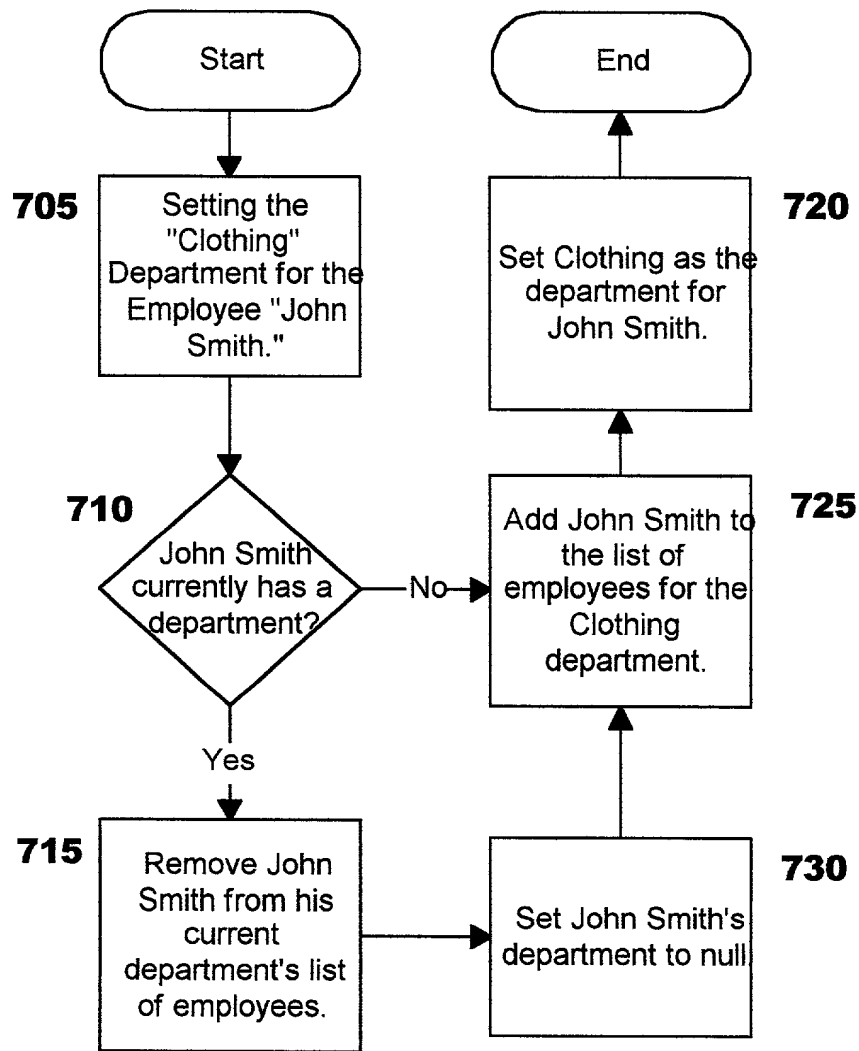 Start
705
Setting the
"Clothing"
Department for the
Employee "John
Smith."
710
John Smith
currently has a
department?
No
Yes
715
Remove John
Smith from his
current
department's list
of employees.
730
Set John Smith's
department to null
725
Add John Smith to
the list of
employees for the
Clothing
department.
720
Set Clothing as the
department for
John Smith.
End